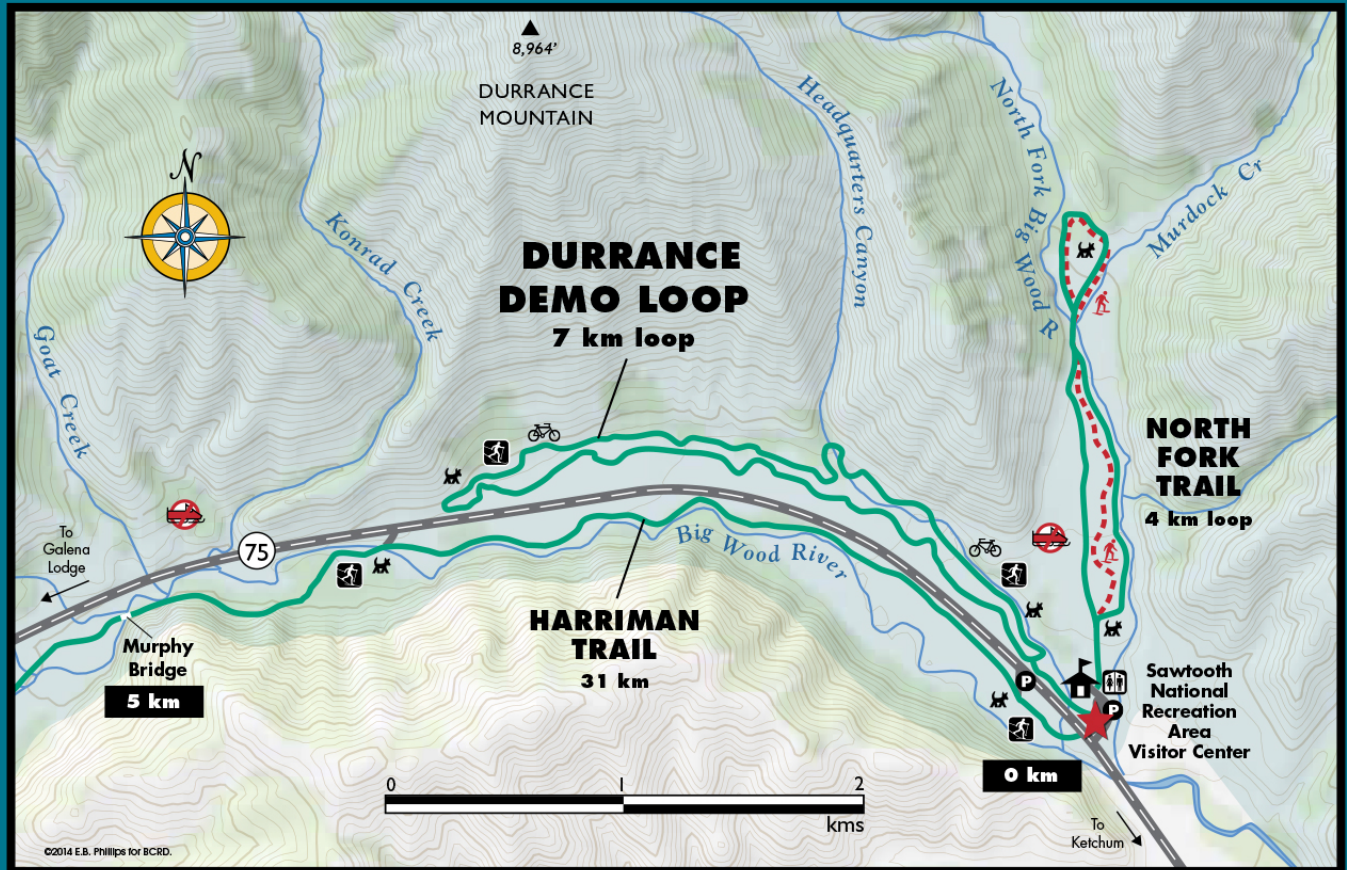 8,964'
DURRANCE
MOUNTAIN
N
Headquarters Canyon
North Fork Big Wood R
Murdock Cr
Konrad Creek
Goat Creek
DURRANCE
DEMO LOOP
7 km loop
NORTH
FORK
TRAIL
4 km loop
To
Galena
Lodge
75
Big Wood River
HARRIMAN
TRAIL
31 km
Murphy
Bridge
5 km
P
P
Sawtooth
National
Recreation
Area
Visitor Center
0 km
0 1 2
kms
To
Ketchum
©2014 E.B. Phillips for BCRD.